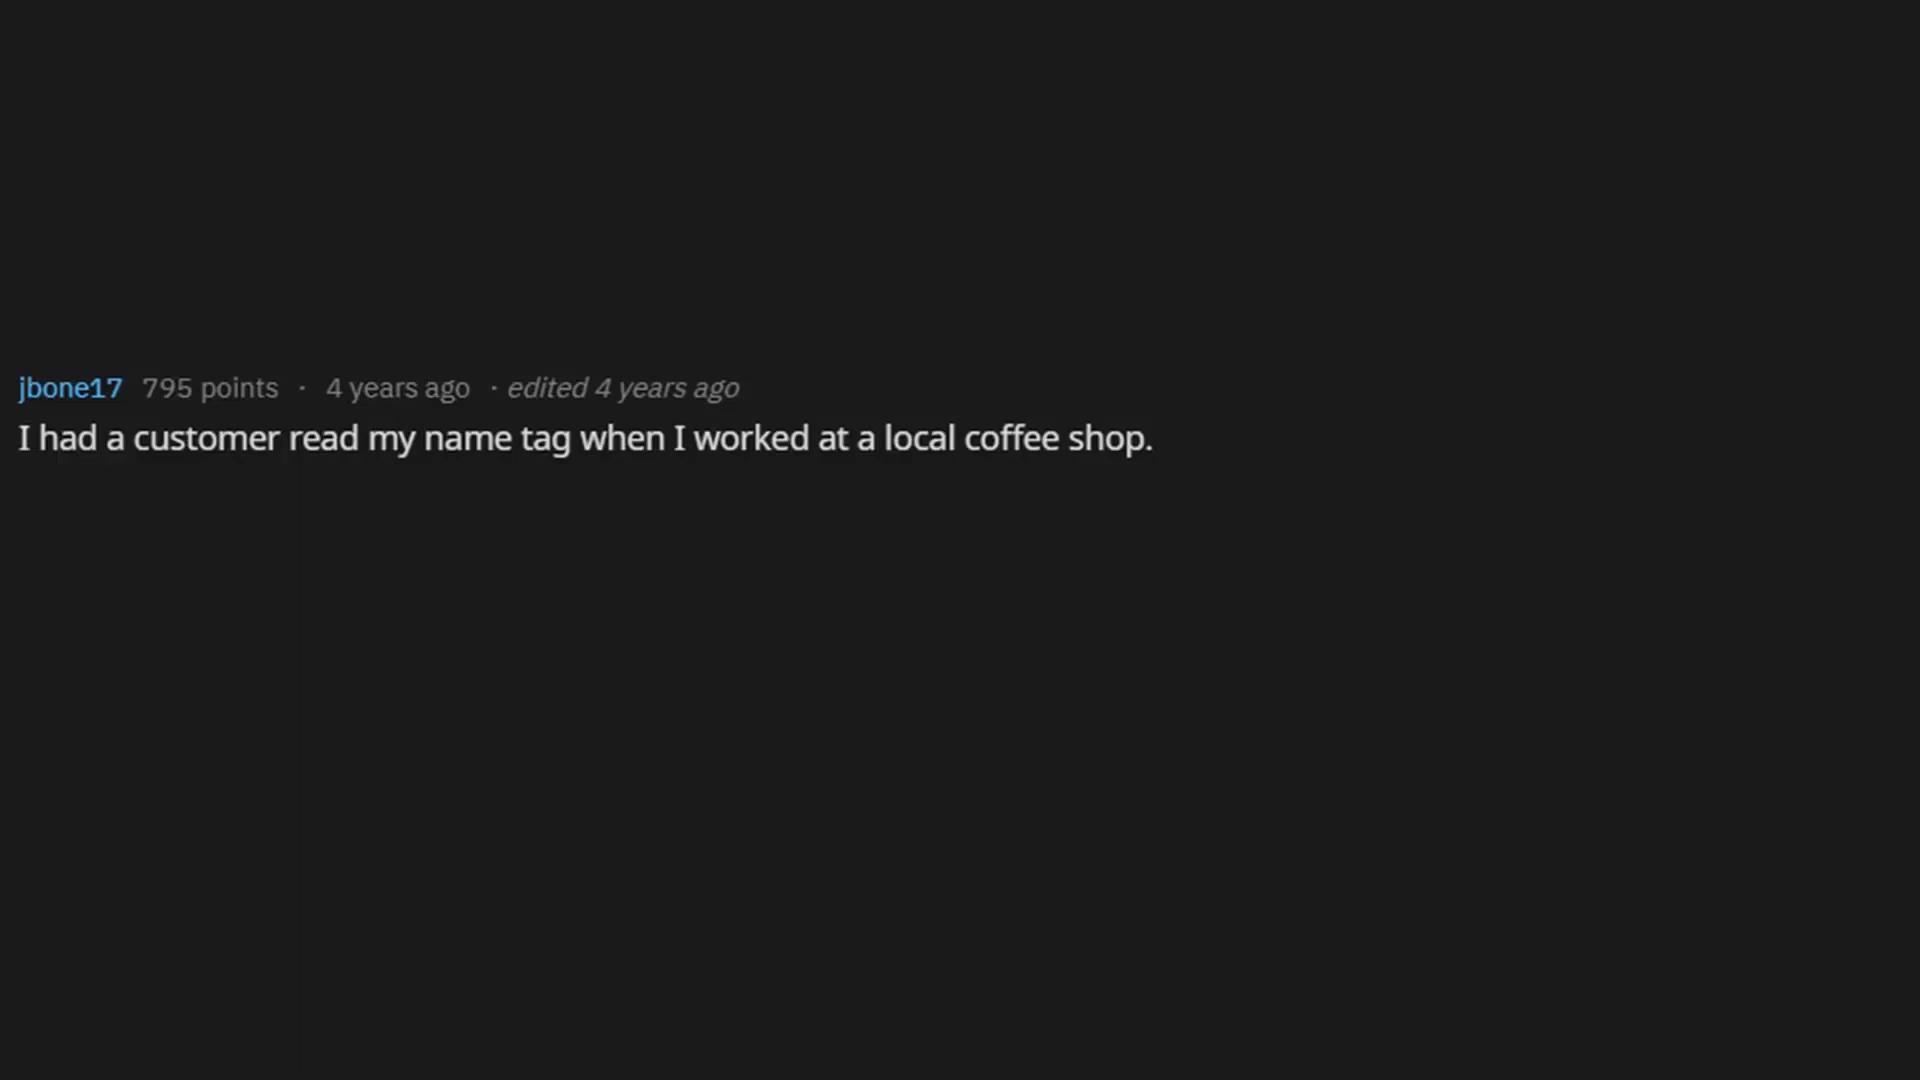 jbone17 795 points · 4 years ago · edited 4 years ago
I had a customer read my name tag when I worked at a local coffee shop.